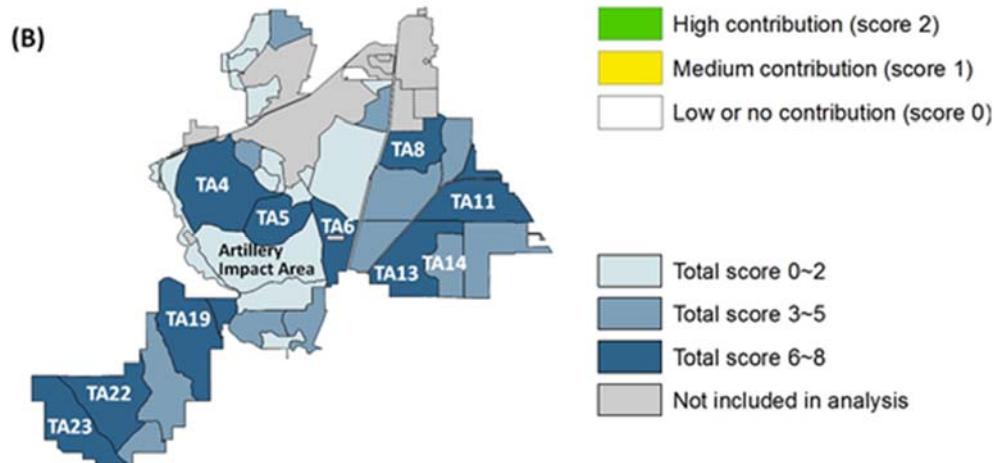 (B)
High contribution (score 2)
Medium contribution (score 1)
Low or no contribution (score 0)
TA8
TA4
TA11
TA5
TA6
Artillery
Impact Area
TA13
TA14
TA19
TA22
TA23
Total score 0~2
Total score 3~5
Total score 6~8
Not included in analysis